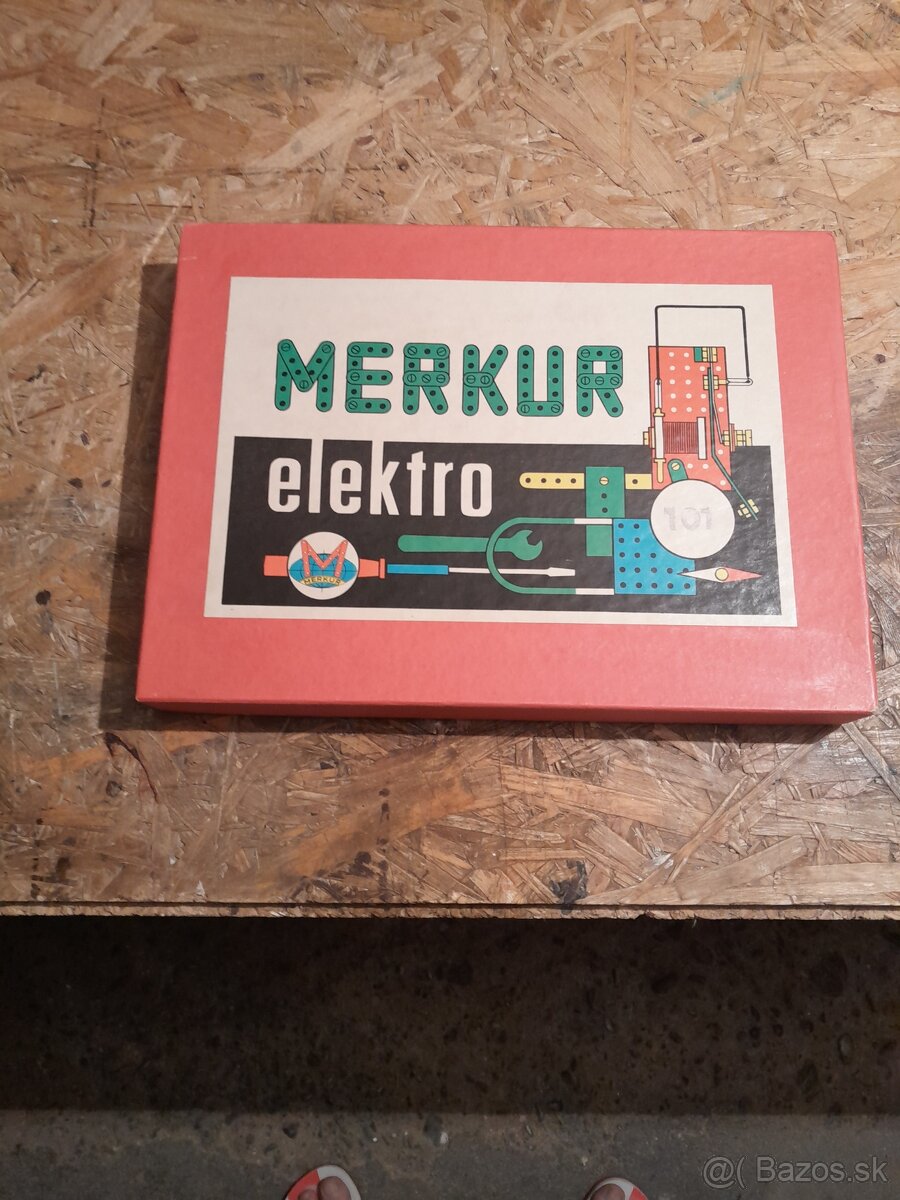 MERKUR
elektro
101
M
MERKUR
@( Bazos.sk